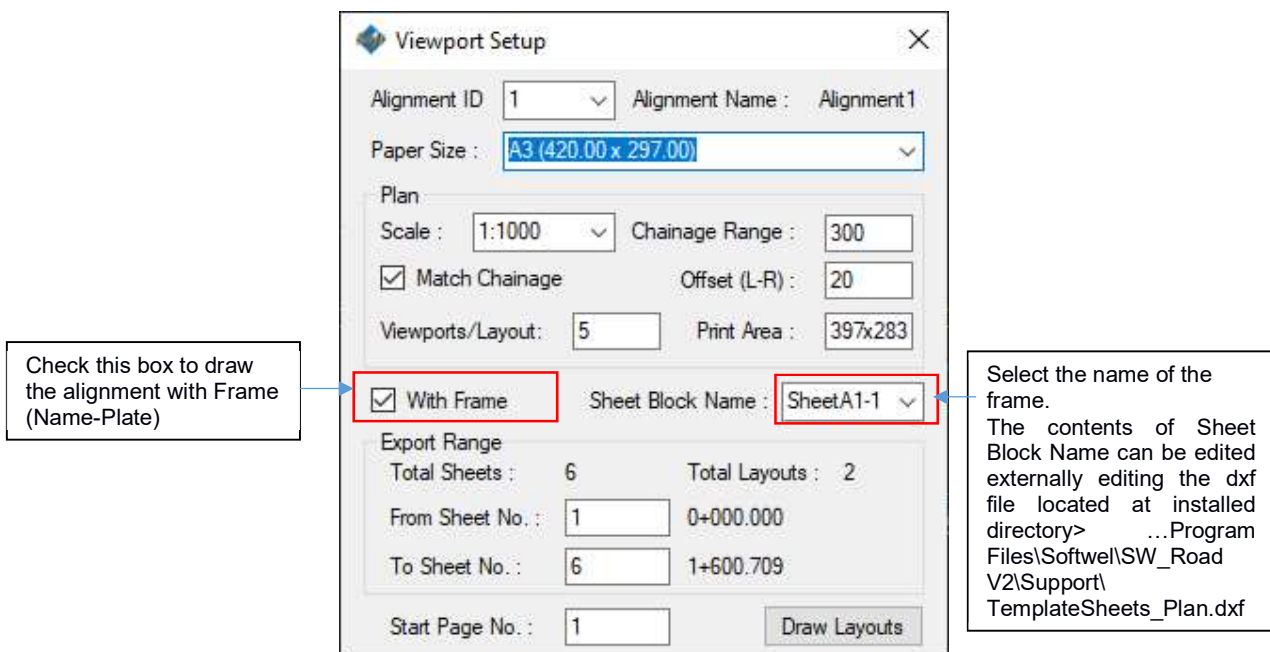 Viewport Setup
Alignment ID 1 Alignment Name : Alignment1
Paper Size : A3 (420.00 x 297.00)
Plan
Scale : 1:1000 Chainage Range : 300
Match Chainage Offset (L-R) : 20
Viewports/Layout: 5 Print Area : 397x283
Check this box to draw
the alignment with Frame
(Name-Plate)
With Frame Sheet Block Name : SheetA1-1
Select the name of the
frame.
The contents of Sheet
Block Name can be edited
externally editing the dxf
file located at installed
directory> …Program
Files\Softwel\SW_Road
V2\Support\
TemplateSheets_Plan.dxf
Export Range
Total Sheets : 6 Total Layouts : 2
From Sheet No. : 1 0+000.000
To Sheet No. : 6 1+600.709
Start Page No. : 1 Draw Layouts